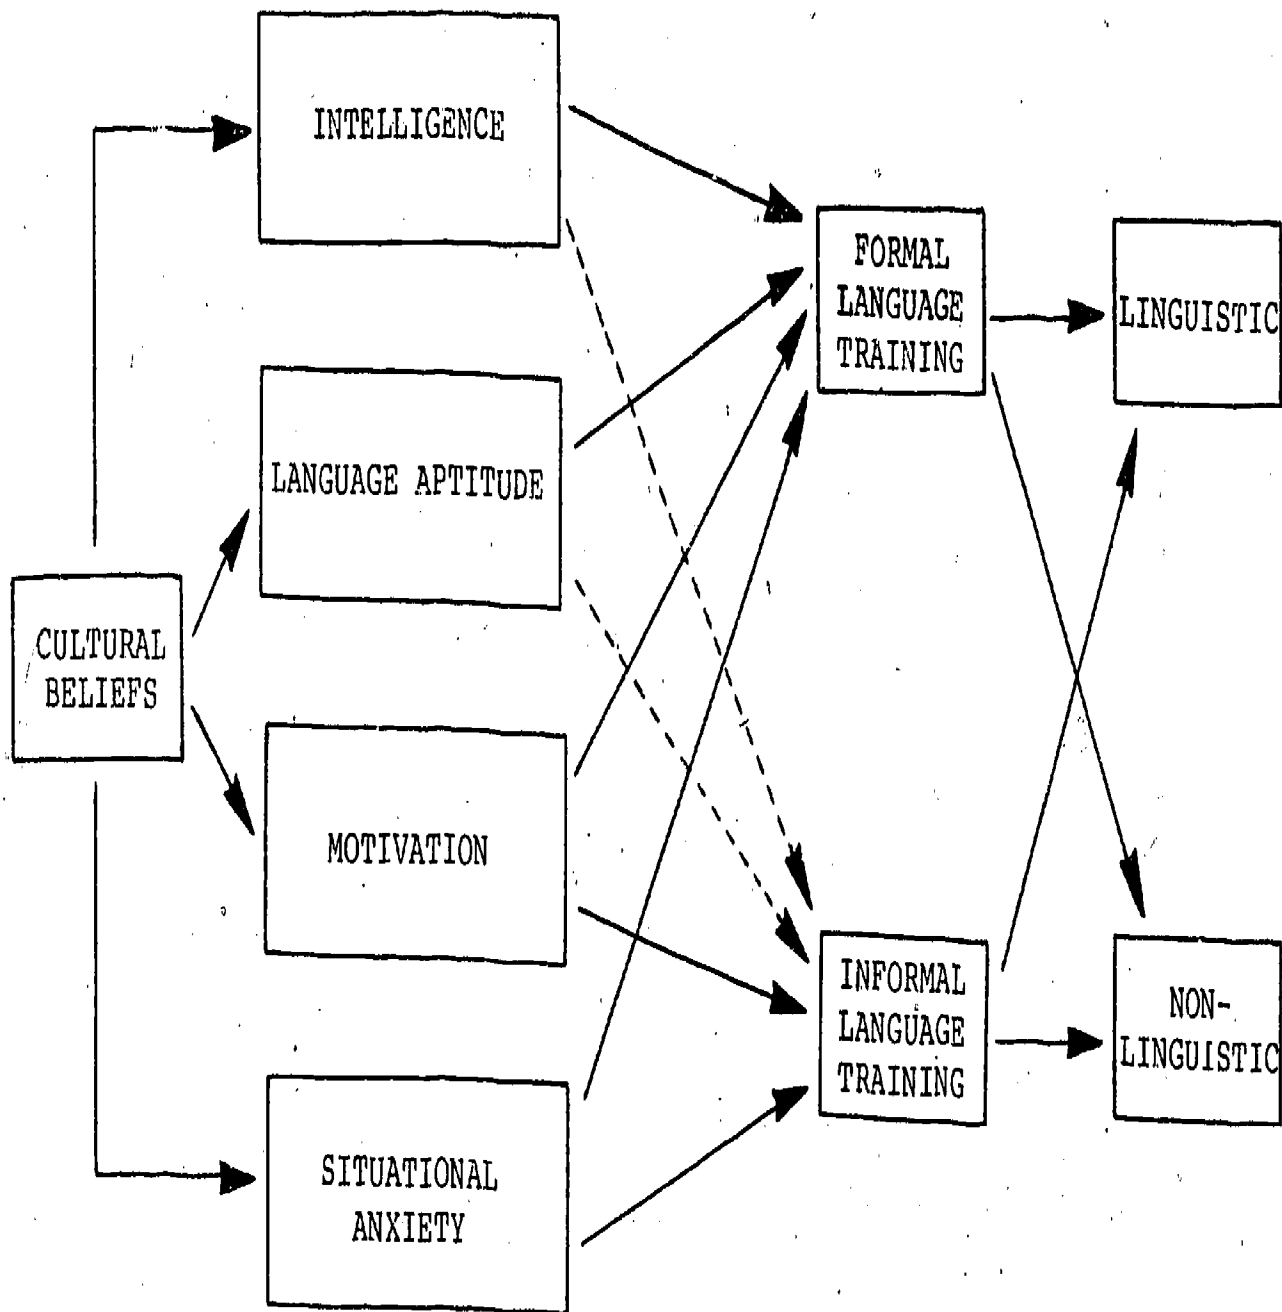 INTELLIGENCE
FORMAL
LANGUAGE
TRAINING
LINGUISTIC
LANGUAGE APTITUDE
CULTURAL
BELIEFS
MOTIVATION
INFORMAL
LANGUAGE
TRAINING
NON-
LINGUISTIC
SITUATIONAL
ANXIETY